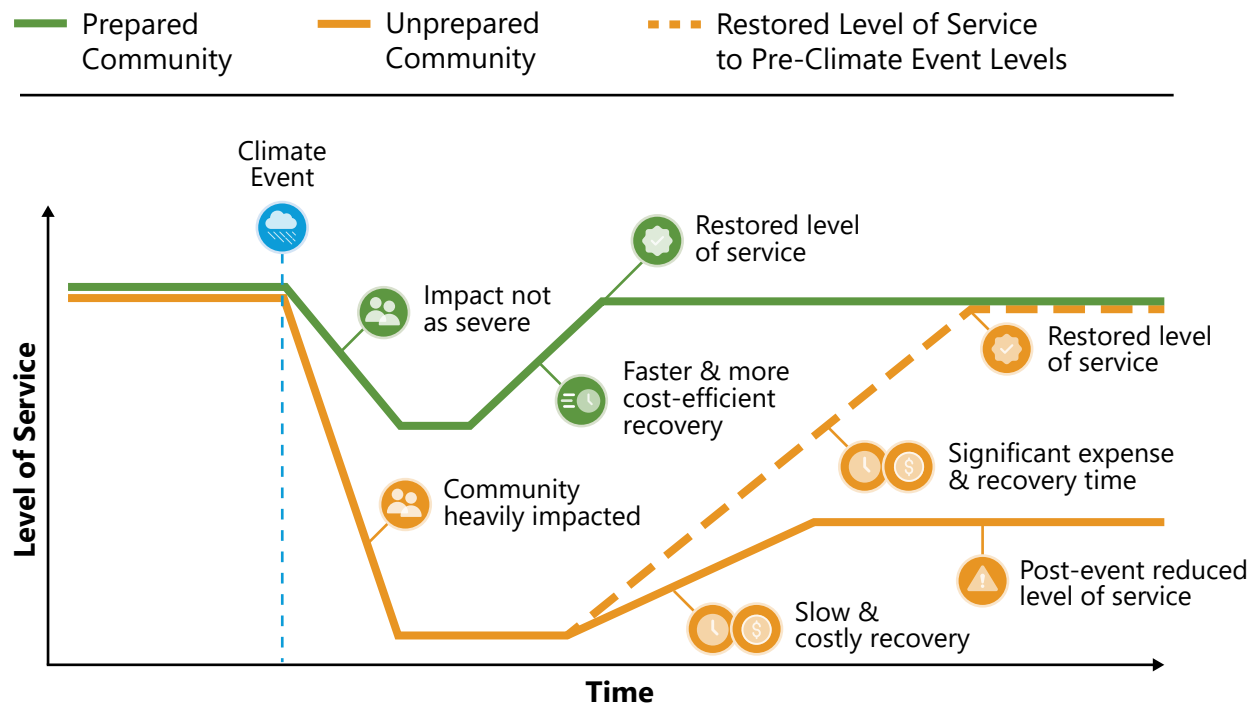 Prepared
Community
Unprepared
Community
Restored Level of Service
to Pre-Climate Event Levels
Climate
Event
Restored level
of service
Impact not
as severe
Faster & more
cost-efficient
recovery
Restored level
of service
Significant expense
& recovery time
Community
heavily impacted
Post-event reduced
level of service
Slow &
costly recovery
$
$
Level of Service
Time